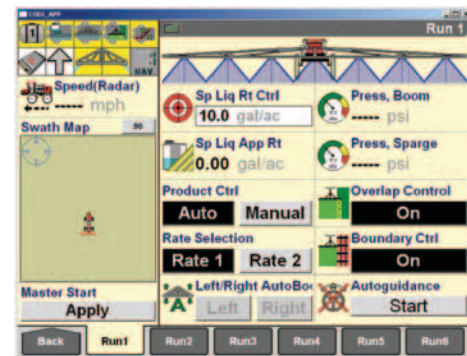 CODE_APP
Run 1
NAV
Speed(Radar)
----- mph
Swath Map
Sp Liq Rt Ctrl
10.0 gal/ac
Press, Boom
----- psi
Sp Liq App Rt
0.00 gal/ac
Press, Sparge
----- psi
Product Ctrl
Auto Manual
Overlap Control
On
Rate Selection
Rate 1 Rate 2
Boundary Ctrl
On
Master Start
Apply
Left/Right AutoBo
Left Right
Autoguidance
Start
Back Run1 Run2 Run3 Run4 Run5 Run6